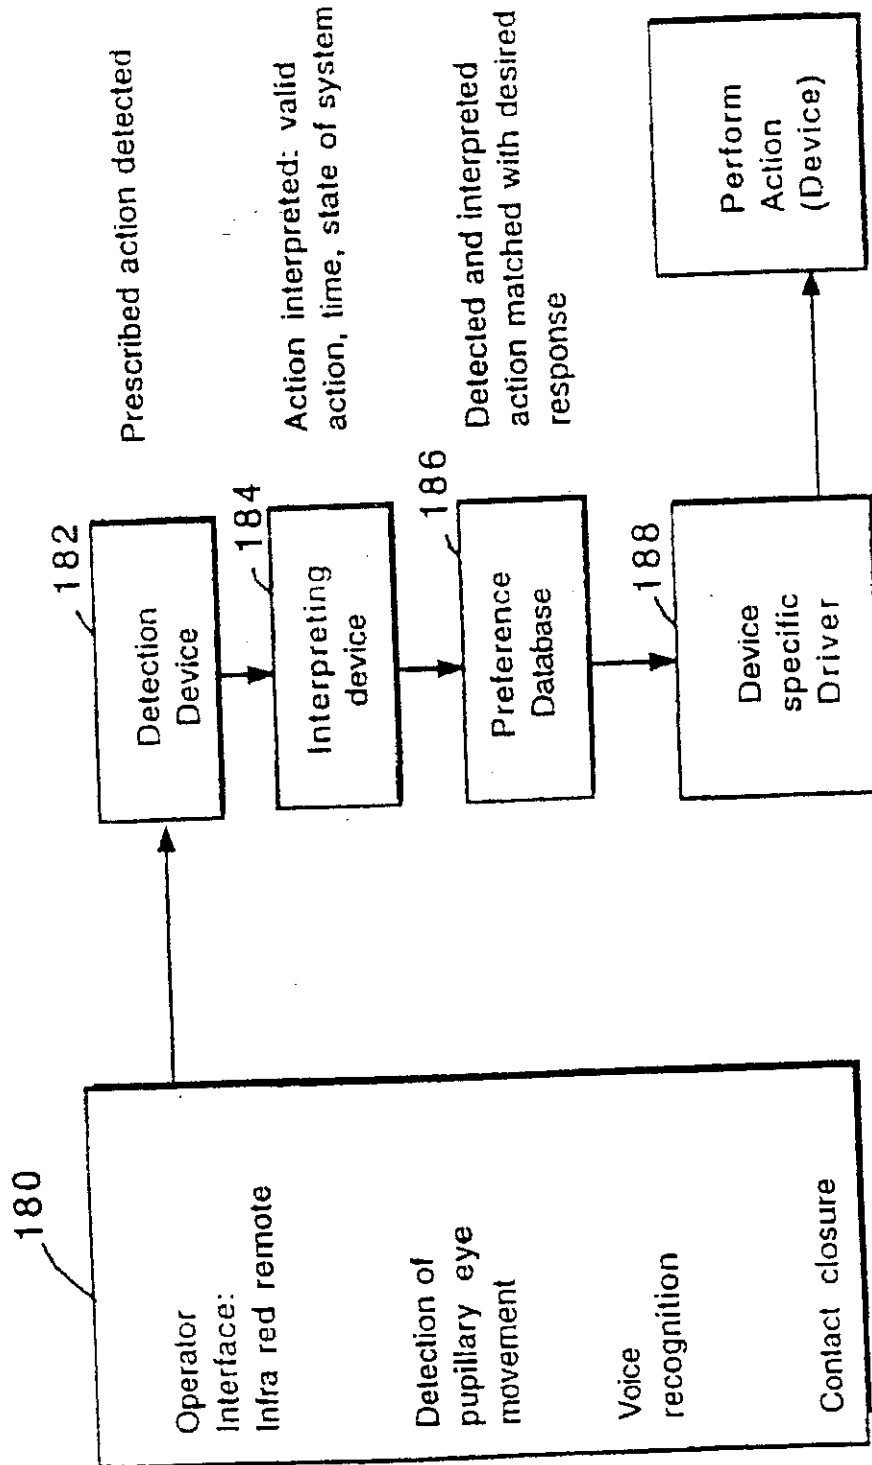 180
Operator
Interface:
Infra red remote
Detection of
pupillary eye
movement
Voice
recognition
Contact closure
182
Detection
Device
Prescribed action detected
184
Interpreting
device
Action interpreted: valid
action, time, state of system
186
Preference
Database
Detected and interpreted
action matched with desired
response
188
Device
specific
Driver
Perform
Action
(Device)